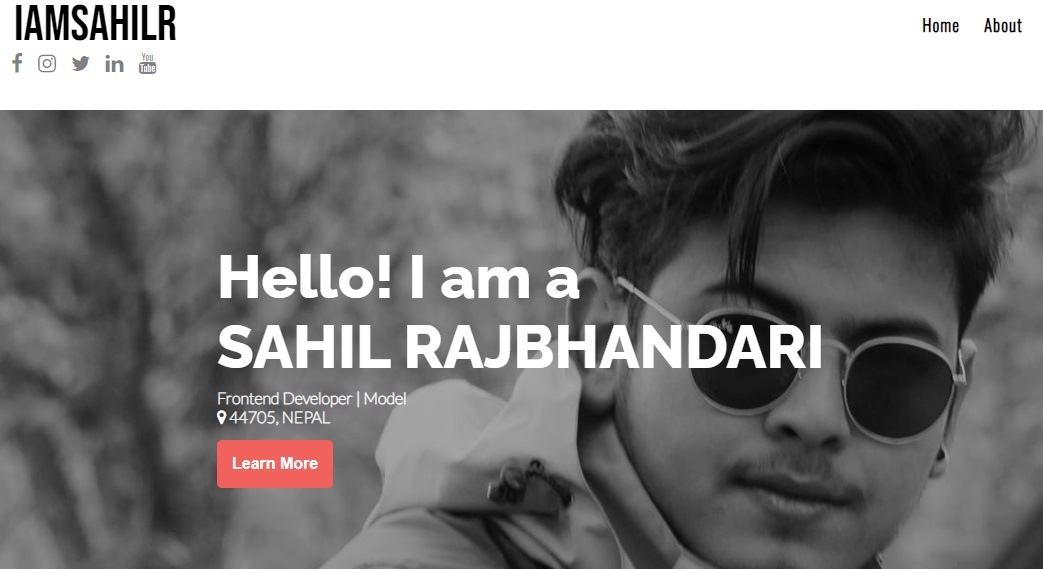 IAMSAHILR
Home About
You
Tube
Hello! I am a
SAHIL RAJBHANDARI
Frontend Developer | Model
44705, NEPAL
Learn More